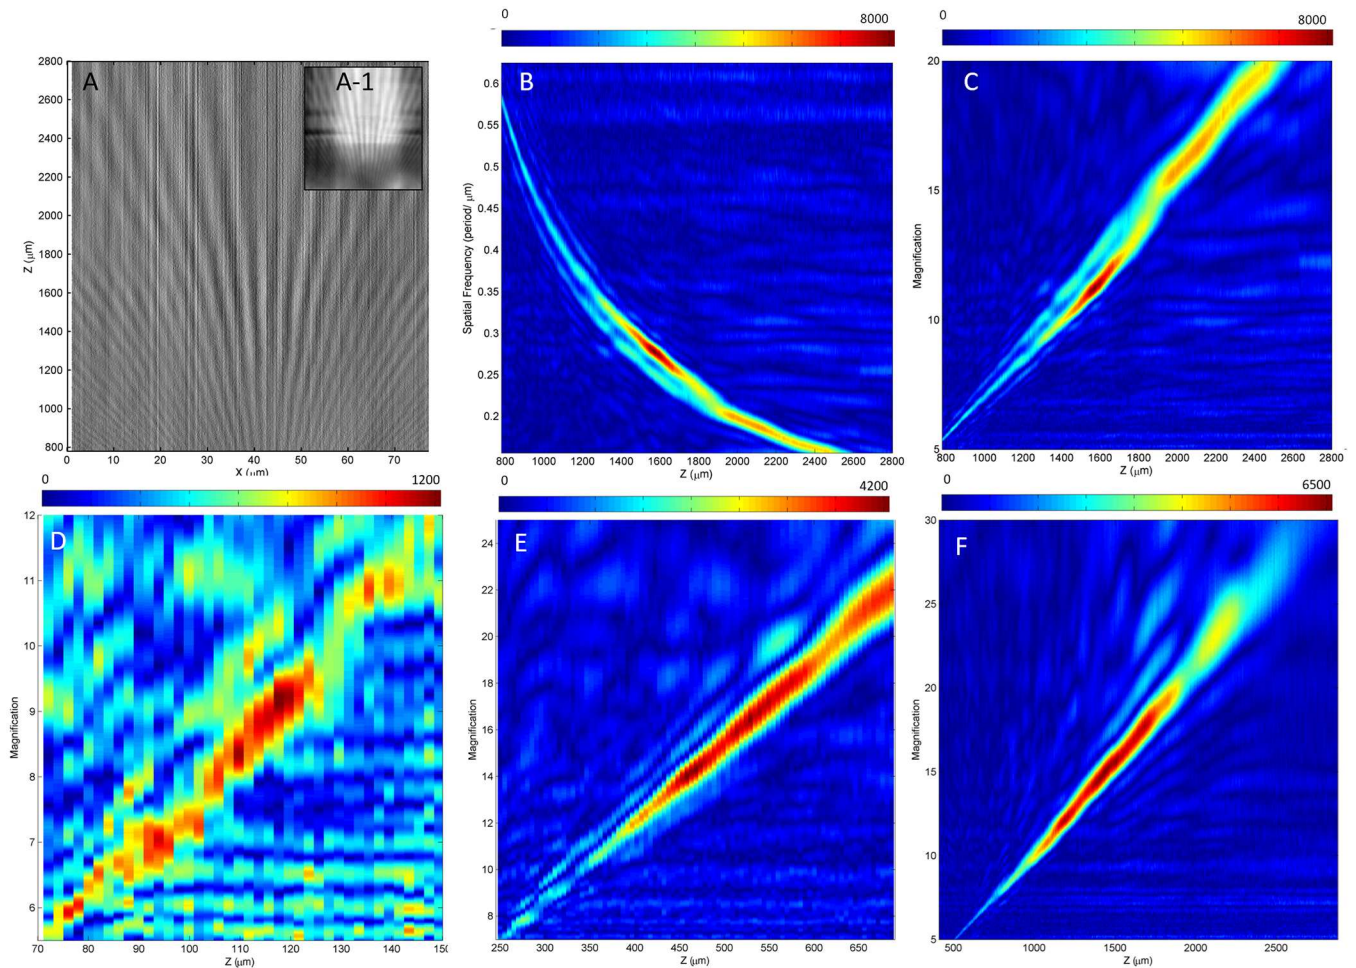 0 8000
0 8000
A
A-1
B
C
2800
2600
2400
2200
2000
1800
1600
1400
1200
1000
800
Z (μm)
0 10 20 30 40 50 60 70
X (μm)
0.6
0.55
0.5
0.45
0.4
0.35
0.3
0.25
0.2
Spatial Frequency (period/ μm)
800 1000 1200 1400 1600 1800 2000 2200 2400 2600 2800
Z (μm)
20
15
10
5
Magnification
800 1000 1200 1400 1600 1800 2000 2200 2400 2600 2800
Z (μm)
0 1200
0 4200
0 6500
D
E
F
12
11
10
9
8
7
6
Magnification
70 80 90 100 110 120 130 140 150
Z (μm)
24
22
20
18
16
14
12
10
8
Magnification
250 300 350 400 450 500 550 600 650
Z (μm)
30
25
20
15
10
5
Magnification
500 1000 1500 2000 2500
Z (μm)